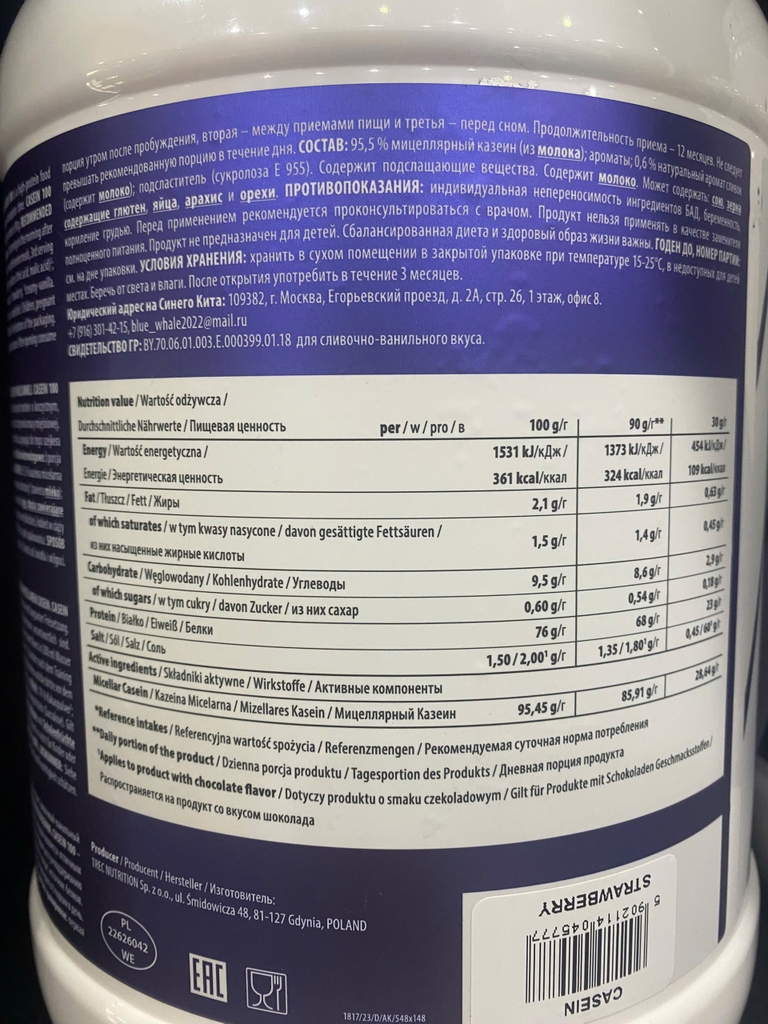 порция утром после пробуждения, вторая – между приемами пищи и третья – перед сном. Продолжительность приема – 12 месяцев. Не следует
превышать рекомендованную порцию в течение дня. СОСТАВ: 95,5 % мицеллярный казеин (из молока); ароматы; 0,6 % натуральный аромат сливок
(содержит молоко); подсластитель (сукролоза E 955). Содержит подслащающие вещества. Содержит молоко. Может содержать: сою, зерна
содержащие глютен, яйца, арахис и орехи. ПРОТИВОПОКАЗАНИЯ: индивидуальная непереносимость ингредиентов БАД, беременность,
кормление грудью. Перед применением рекомендуется проконсультироваться с врачом. Продукт нельзя применять в качестве заменителя
полноценного питания. Продукт не предназначен для детей. Сбалансированная диета и здоровый образ жизни важны. ГОДЕН ДО, НОМЕР ПАРТИИ:
см. на дне упаковки. УСЛОВИЯ ХРАНЕНИЯ: хранить в сухом помещении в закрытой упаковке при температуре 15-25°C, в недоступных для детей
местах. Беречь от света и влаги. После открытия употребить в течение 3 месяцев.
Юридический адрес на Синего Кита: 109382, г. Москва, Егорьевский проезд, д. 2А, стр. 26, 1 этаж, офис 8.
+7 (916) 301-42-15, blue_whale2022@mail.ru
СВИДЕТЕЛЬСТВО ГР: BY.70.06.01.003.E.000399.01.18 для сливочно-ванильного вкуса.
Nutrition value / Wartość odżywcza /
Durchschnittliche Nährwerte / Пищевая ценность per / w / pro / в 100 g/г 90 g/г** 30 g/г
Energy / Wartość energetyczna / 1531 kJ/кДж / 1373 kJ/кДж / 454 kJ/кДж /
Energie / Энергетическая ценность 361 kcal/ккал 324 kcal/ккал 109 kcal/ккал
Fat / Tłuszcz / Fett / Жиры 2,1 g/г 1,9 g/г 0,63 g/г
of which saturates / w tym kwasy nasycone / davon gesättigte Fettsäuren /
из них насыщенные жирные кислоты 1,5 g/г 1,4 g/г 0,45 g/г
Carbohydrate / Węglowodany / Kohlenhydrate / Углеводы 9,5 g/г 8,6 g/г 2,9 g/г
of which sugars / w tym cukry / davon Zucker / из них сахар 0,60 g/г 0,54 g/г 0,18 g/г
Protein / Białko / Eiweiß / Белки 76 g/г 68 g/г 23 g/г
Salt / Sól / Salz / Соль 1,50 / 2,00¹ g/г 1,35 / 1,80¹ g/г 0,45 / 60¹ g/г
Active ingredients / Składniki aktywne / Wirkstoffe / Активные компоненты
Micellar Casein / Kazeina Micelarna / Mizellares Kasein / Мицеллярный Казеин 95,45 g/г 85,91 g/г 28,64 g/г
*Reference intakes / Referencyjna wartość spożycia / Referenzmengen / Рекомендуемая суточная норма потребления
**Daily portion of the product / Dzienna porcja produktu / Tagesportion des Produkts / Дневная порция продукта
¹Applies to product with chocolate flavor / Dotyczy produktu o smaku czekoladowym / Gilt für Produkte mit Schokoladen Geschmacksstoffen /
Распространяется на продукт со вкусом шоколада
Producer / Producent / Hersteller / Изготовитель:
TREC NUTRITION Sp. z o.o., ul. Śmidowicza 48, 81-127 Gdynia, POLAND
PL
22626042
WE
EAC
1817/23/D/AK/548x148
CASEIN
5 902114 045777
STRAWBERRY